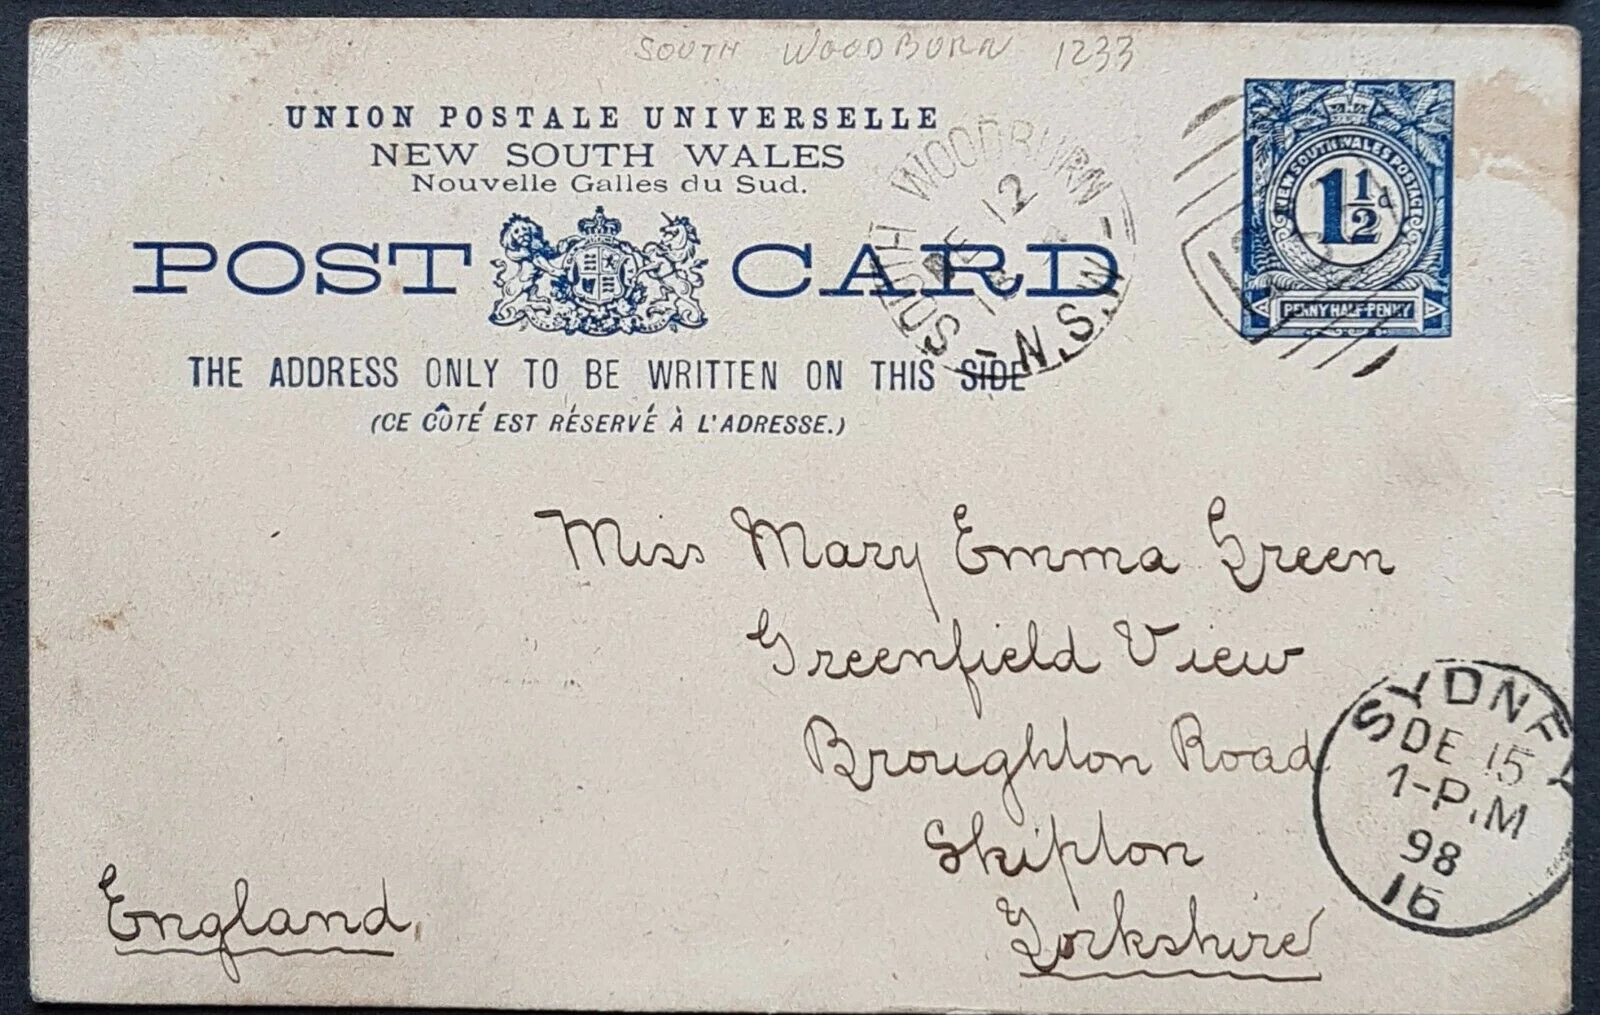 SOUTH WOODBURN 1233
UNION POSTALE UNIVERSELLE
NEW SOUTH WALES
Nouvelle Galles du Sud.
POST CARD
THE ADDRESS ONLY TO BE WRITTEN ON THIS SIDE
(CE CÔTÉ EST RÉSERVÉ À L'ADRESSE.)
SOUTH WOODBURN
DE 12
N.S.W
NEW SOUTH WALES POSTAGE
1½
PENNY HALF-PENNY
Miss Mary Emma Green
Greenfield View
Broughton Road
Skipton
Yorkshire
England.
SYDNEY
DE 15
1-P.M
98
16